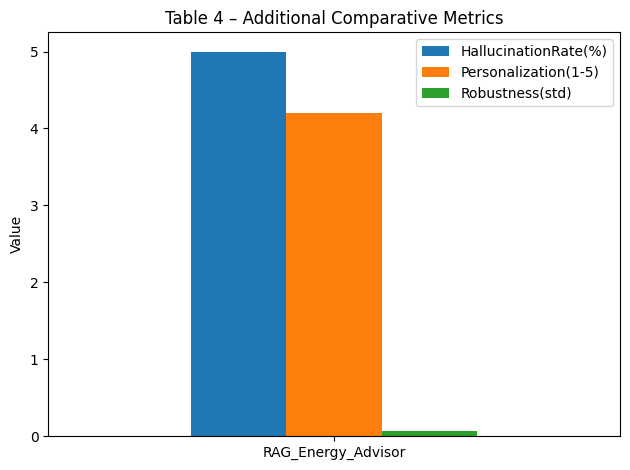 Table 4 – Additional Comparative Metrics
HallucinationRate(%)
Personalization(1-5)
Robustness(std)
Value
5
4
3
2
1
0
RAG_Energy_Advisor